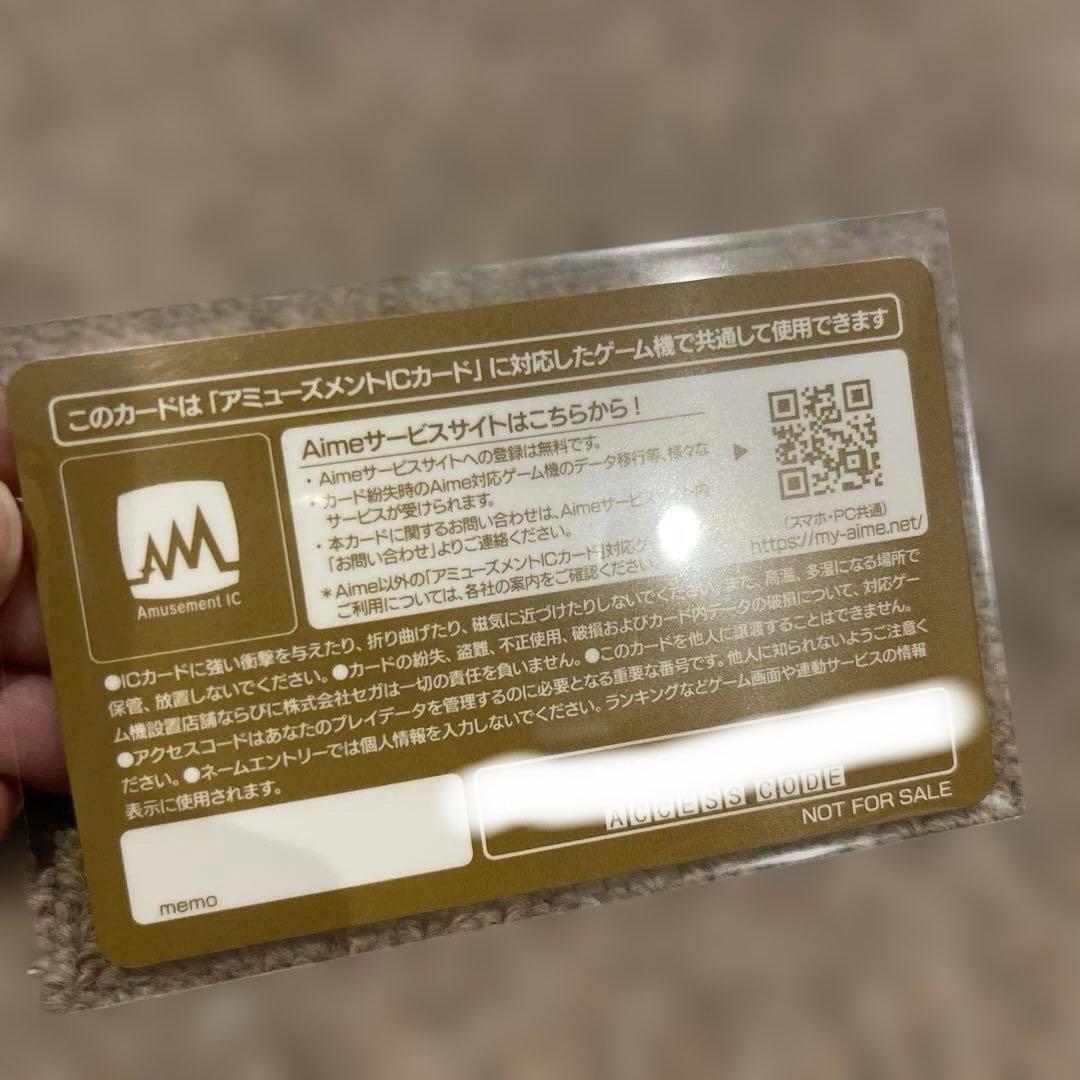 このカードは「アミューズメントICカード」に対応したゲーム機で共通して使用できます
Amusement IC
Aimeサービスサイトはこちらから！
・Aimeサービスサイトへの登録は無料です。
・カード紛失時のAime対応ゲーム機のデータ移行等、様々な
サービスが受けられます。
・本カードに関するお問い合わせは、Aimeサービスサイト内
「お問い合わせ」よりご連絡ください。
＊Aime以外の「アミューズメントICカード」対応ゲ
ご利用については、各社の案内をご確認ください
（スマホ・PC共通）
https://my-aime.net/
●ICカードに強い衝撃を与えたり、折り曲げたり、磁気に近づけたりしないでください。また、高温、多湿になる場所で
保管、放置しないでください。●カードの紛失、盗難、不正使用、破損およびカード内データの破損について、対応ゲー
ム機設置店舗ならびに株式会社セガは一切の責任を負いません。●このカードを他人に譲渡することはできません。
●アクセスコードはあなたのプレイデータを管理するのに必要となる重要な番号です。他人に知られないようご注意く
ださい。●ネームエントリーでは個人情報を入力しないでください。ランキングなどゲーム画面や連動サービスの情報
表示に使用されます。
memo
ACCESS CODE
NOT FOR SALE